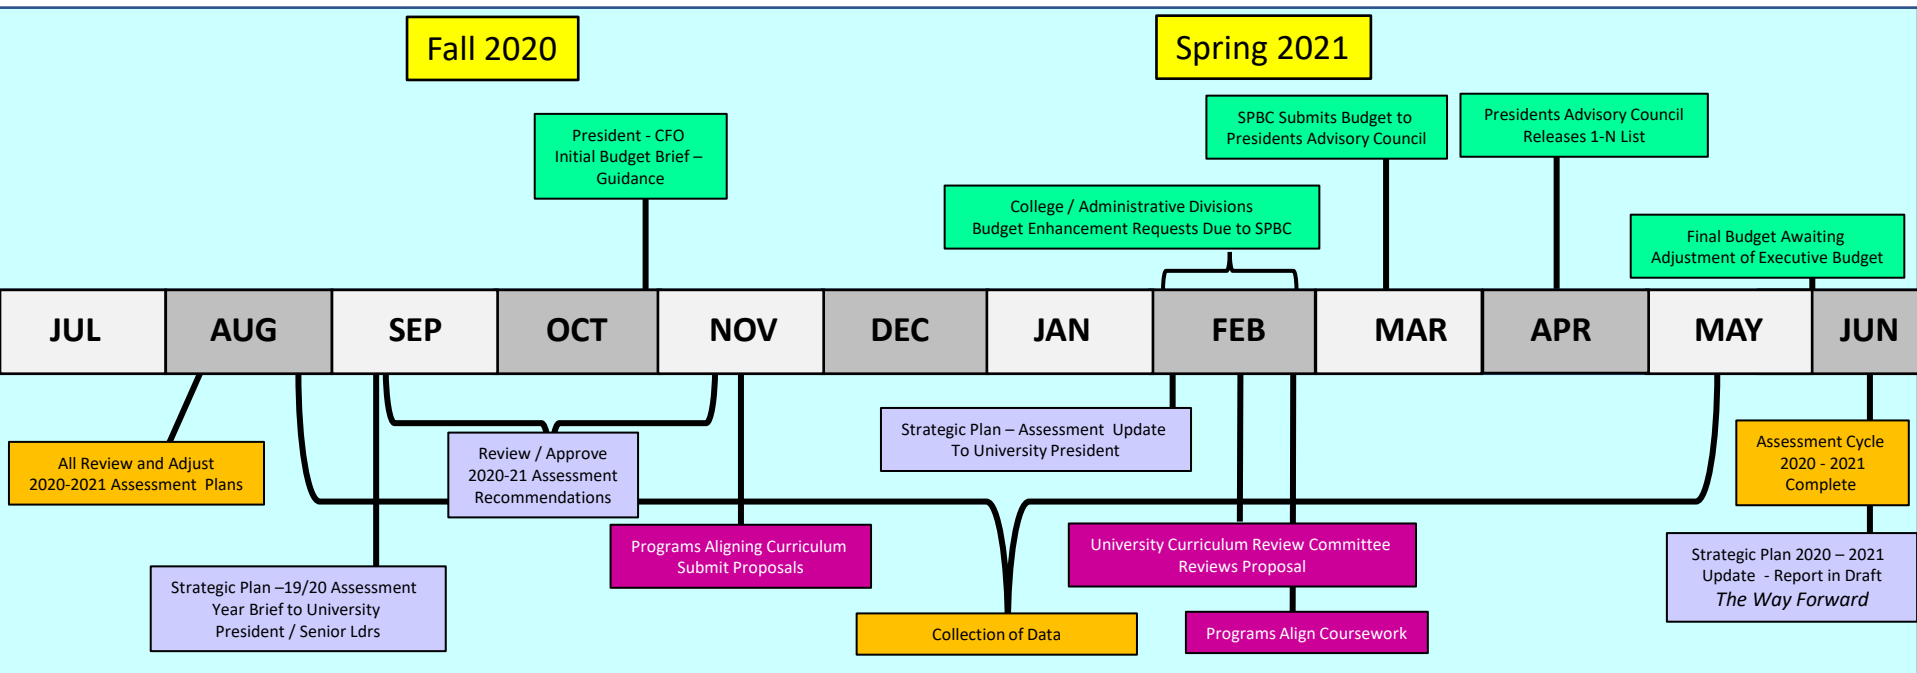 Fall 2020
Spring 2021
President - CFO
Initial Budget Brief –
Guidance
College / Administrative Divisions
Budget Enhancement Requests Due to SPBC
SPBC Submits Budget to
Presidents Advisory Council
Presidents Advisory Council
Releases 1-N List
Final Budget Awaiting
Adjustment of Executive Budget
JUL
AUG
SEP
OCT
NOV
DEC
JAN
FEB
MAR
APR
MAY
JUN
All Review and Adjust
2020-2021 Assessment Plans
Strategic Plan –19/20 Assessment
Year Brief to University
President / Senior Ldrs
Review / Approve
2020-21 Assessment
Recommendations
Programs Aligning Curriculum
Submit Proposals
Collection of Data
Strategic Plan – Assessment Update
To University President
University Curriculum Review Committee
Reviews Proposal
Programs Align Coursework
Assessment Cycle
2020 - 2021
Complete
Strategic Plan 2020 – 2021
Update - Report in Draft
The Way Forward